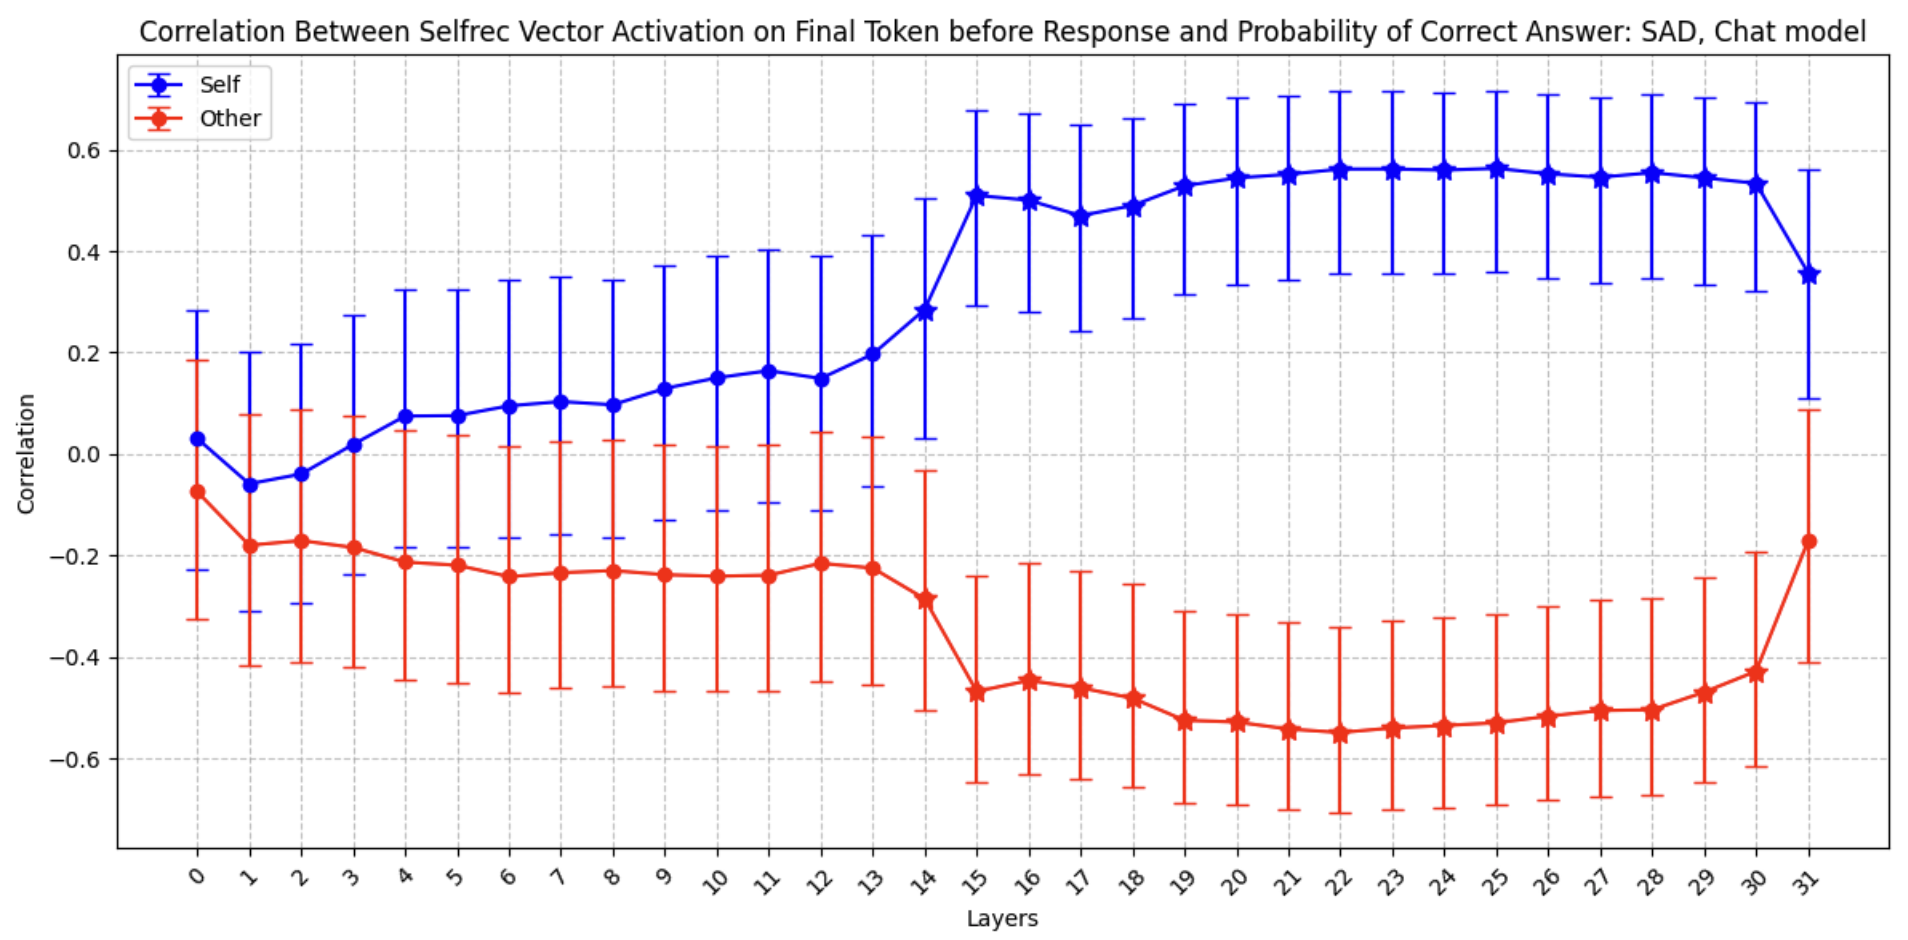 Correlation Between Selfrec Vector Activation on Final Token before Response and Probability of Correct Answer: SAD, Chat model
Self
Other
0.6
0.4
0.2
0.0
−0.2
−0.4
−0.6
Correlation
0 1 2 3 4 5 6 7 8 9 10 11 12 13 14 15 16 17 18 19 20 21 22 23 24 25 26 27 28 29 30 31
Layers